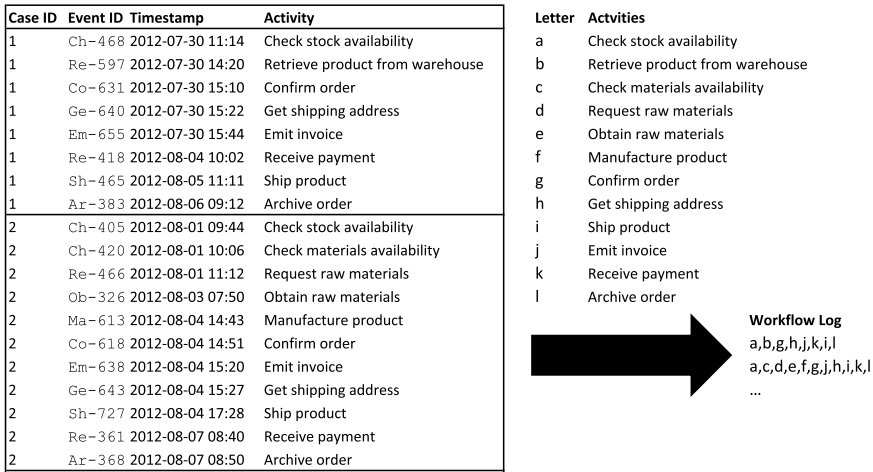 Case ID Event ID Timestamp Activity
1 Ch-468 2012-07-30 11:14 Check stock availability
1 Re-597 2012-07-30 14:20 Retrieve product from warehouse
1 Co-631 2012-07-30 15:10 Confirm order
1 Ge-640 2012-07-30 15:22 Get shipping address
1 Em-655 2012-07-30 15:44 Emit invoice
1 Re-418 2012-08-04 10:02 Receive payment
1 Sh-465 2012-08-05 11:11 Ship product
1 Ar-383 2012-08-06 09:12 Archive order
2 Ch-405 2012-08-01 09:44 Check stock availability
2 Ch-420 2012-08-01 10:06 Check materials availability
2 Re-466 2012-08-01 11:12 Request raw materials
2 Ob-326 2012-08-03 07:50 Obtain raw materials
2 Ma-613 2012-08-04 14:43 Manufacture product
2 Co-618 2012-08-04 14:51 Confirm order
2 Em-638 2012-08-04 15:20 Emit invoice
2 Ge-643 2012-08-04 15:27 Get shipping address
2 Sh-727 2012-08-04 17:28 Ship product
2 Re-361 2012-08-07 08:40 Receive payment
2 Ar-368 2012-08-07 08:50 Archive order
Letter Actvities
a Check stock availability
b Retrieve product from warehouse
c Check materials availability
d Request raw materials
e Obtain raw materials
f Manufacture product
g Confirm order
h Get shipping address
i Ship product
j Emit invoice
k Receive payment
l Archive order
Workflow Log
a,b,g,h,j,k,i,l
a,c,d,e,f,g,j,h,i,k,l
...